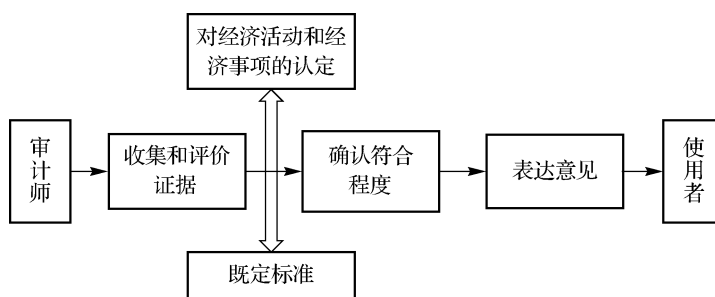 对经济活动和经
济事项的认定
审
计
师
收集和评价
证据
确认符合
程度
表达意见
使
用
者
既定标准